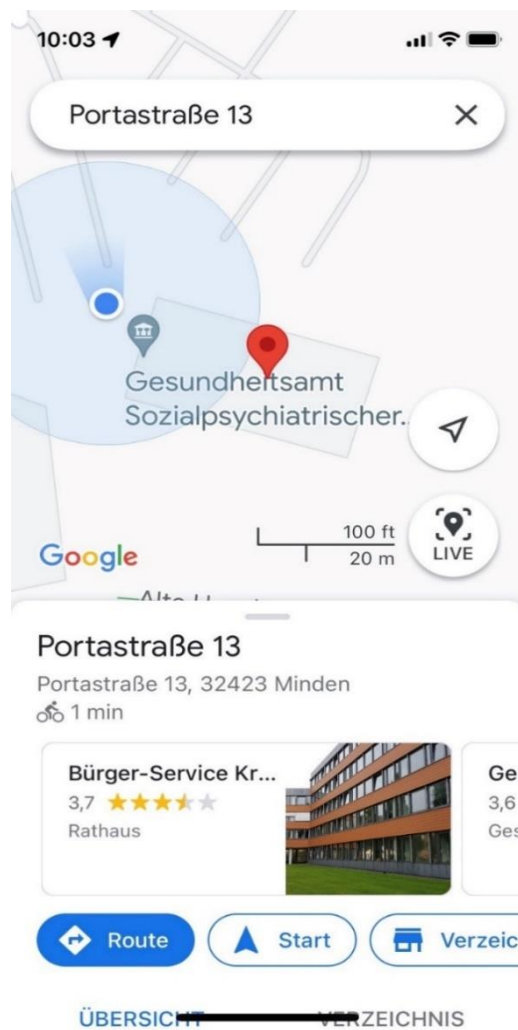 10:03
Portastraße 13
Gesundheitsamt
Sozialpsychiatrischer..
100 ft
20 m
LIVE
Google
Portastraße 13
Portastraße 13, 32423 Minden
1 min
Bürger-Service Kr...
3,7
Rathaus
Ge
3,6
Ges
Route
Start
Verzeic
ÜBERSICHT
VERZEICHNIS